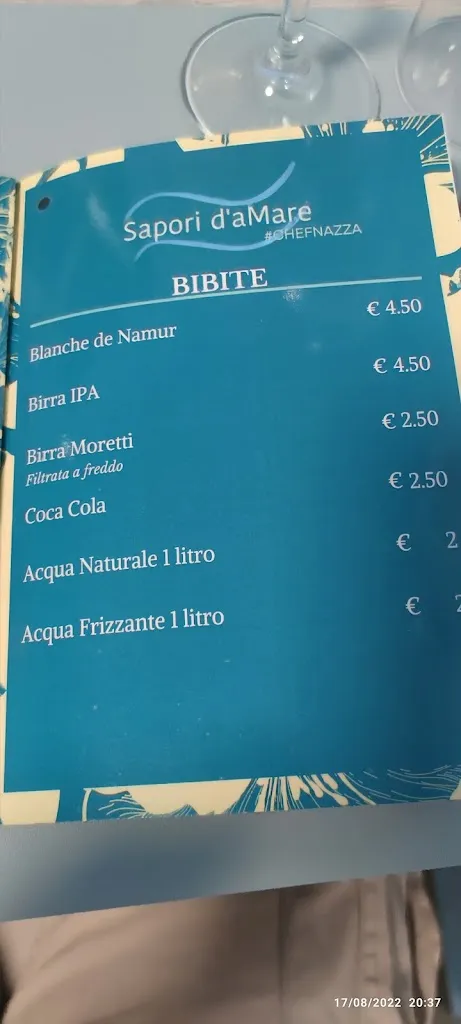 Sapori d'aMare
#CHEFNAZZA
BIBITE
Blanche de Namur € 4.50
Birra IPA € 4.50
Birra Moretti € 2.50
Filtrata a freddo
Coca Cola € 2.50
Acqua Naturale 1 litro € 2
Acqua Frizzante 1 litro €
17/08/2022 20:37